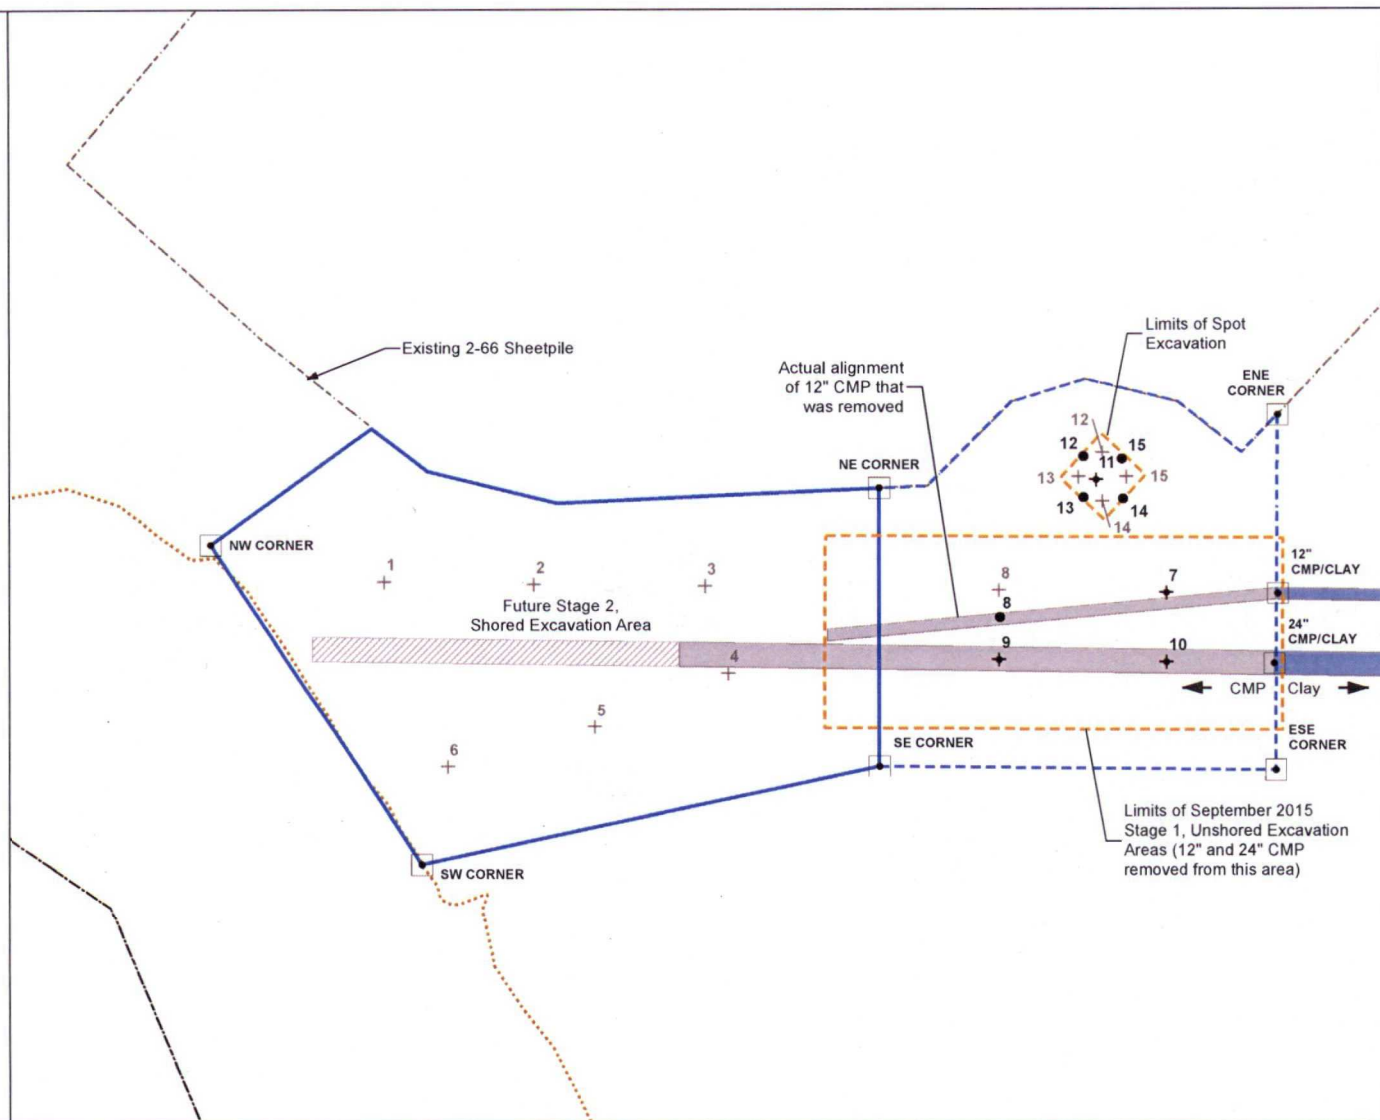 Existing 2-66 Sheetpile
Limits of Spot
Excavation
Actual alignment
of 12" CMP that
was removed
ENE
CORNER
12
12
15
11
13
15
13
14
14
NE CORNER
NW CORNER
1
2
3
8
7
12"
CMP/CLAY
Future Stage 2,
Shored Excavation Area
8
24"
CMP/CLAY
4
9
10
CMP
Clay
5
6
SE CORNER
ESE
CORNER
Limits of September 2015
Stage 1, Unshored Excavation
Areas (12" and 24" CMP
removed from this area)
SW CORNER